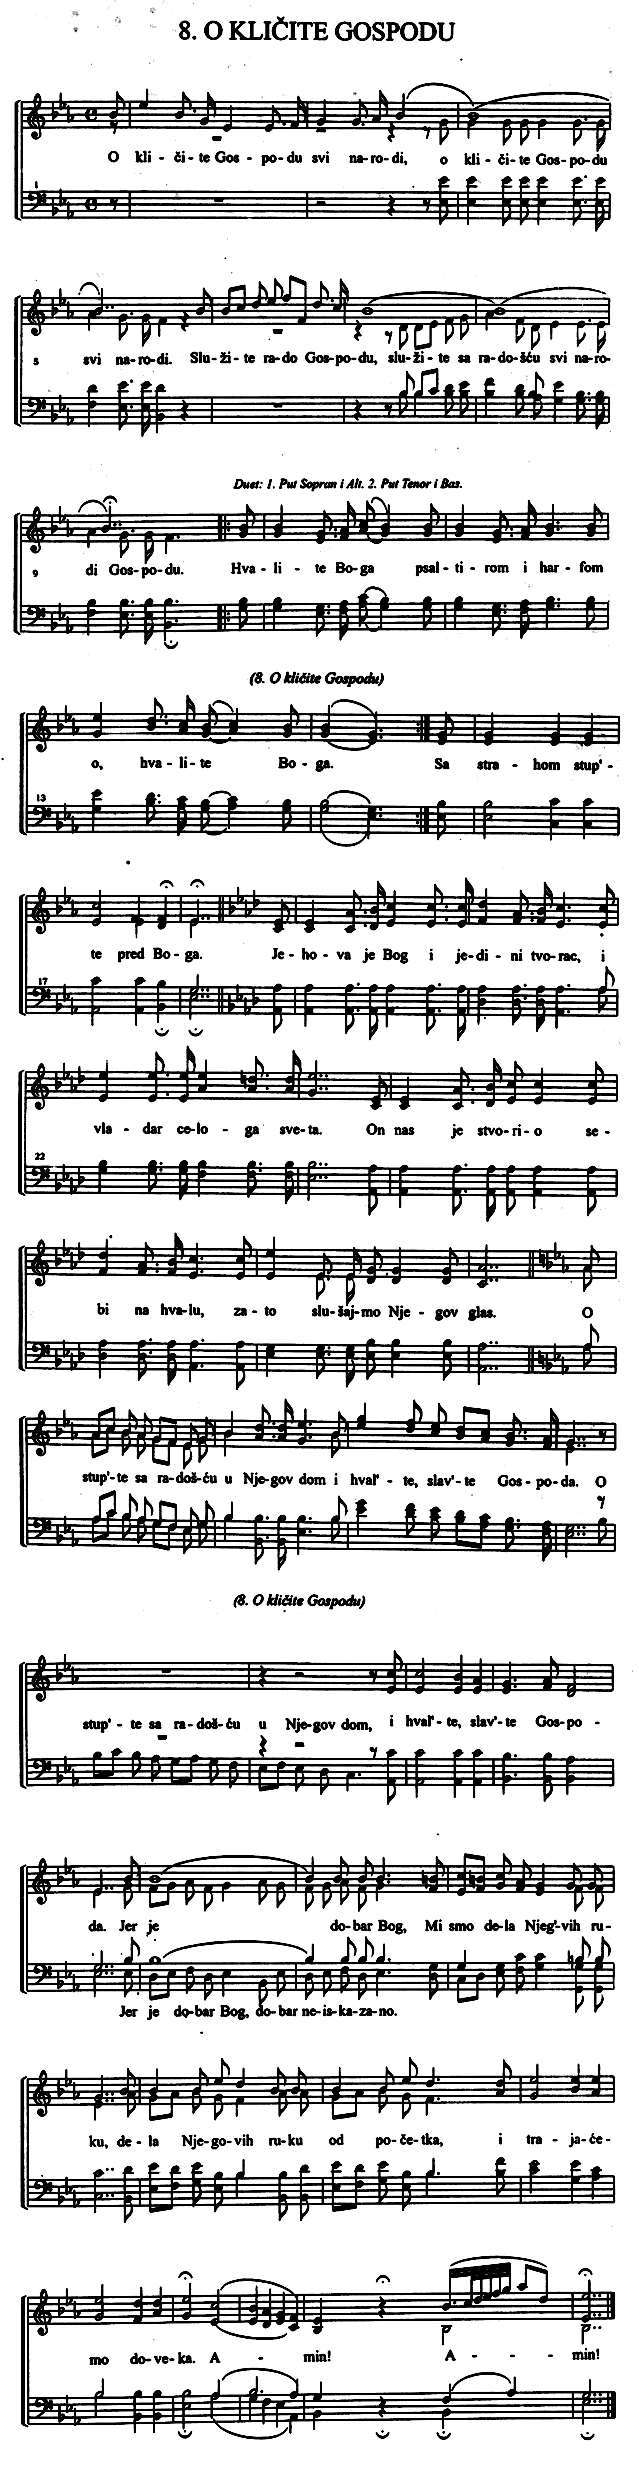 8. O KLIČITE GOSPODU
O kli - či - te Gos - po - du svi na - ro - di, o kli - či - te Gos - po - du
5 svi na - ro - di. Slu - ži - te rado Gos - po - du, slu - ži - te sa ra - do - šću svi na - ro-
Duet: 1. Put Sopran i Alt. 2. Put Tenor i Bas.
9 di Gos - po - du. Hva - li - te Bo - ga psal - ti - rom i har - fom
(8. O kličite Gospodu)
o, hva - li - te Bo - ga. Sa stra - hom stup' -
13
te pred Bo - ga. Je - ho - va je Bog i je - di - ni tvo - rac, i
17
vla - dar ce - lo - ga sve - ta. On nas je stvo - ri - o se -
22
bi na hva - lu, za - to slu - šaj - mo Nje - gov glas. O
stup' - te sa ra - doš - ću u Nje - gov dom i hval' - te, slav' - te Gos - po - da. O
(8. O kličite Gospodu)
stup' - te sa ra - doš - ću u Nje - gov dom, i hval' - te, slav' - te Gos - po -
da. Jer je do - bar Bog, Mi smo de - la Njeg' - vih ru -
Jer je do - bar Bog, do - bar ne - is - ka - za - no.
ku, de - la Nje - go - vih ru - ku od po - čet - ka, i tra - ja - će -
mo do - ve - ka. A - min! A - - - min!